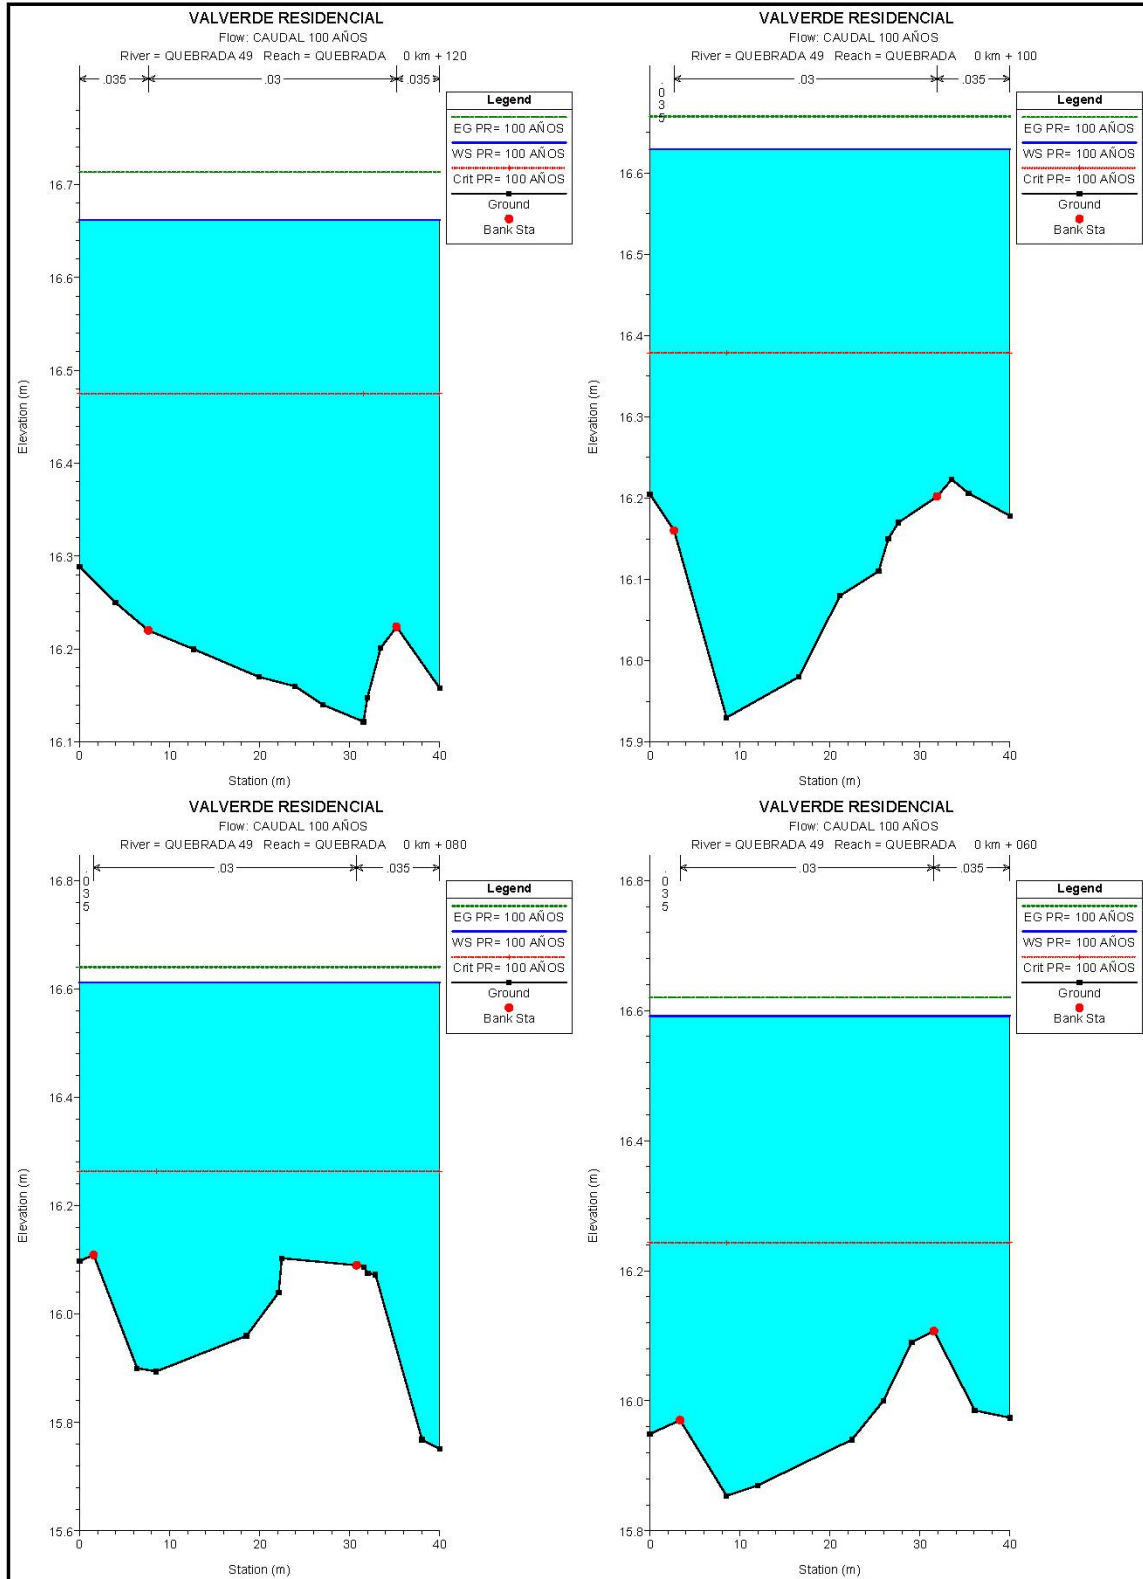 VALVERDE RESIDENCIAL
Flow: CAUDAL 100 AÑOS
River = QUEBRADA 49 Reach = QUEBRADA 0 km + 120
.035
.03
.035
Legend
EG PR= 100 AÑOS
WS PR= 100 AÑOS
Crit PR= 100 AÑOS
Ground
Bank Sta
16.7
16.6
16.5
16.4
16.3
16.2
16.1
Elevation (m)
0 10 20 30 40
Station (m)
VALVERDE RESIDENCIAL
Flow: CAUDAL 100 AÑOS
River = QUEBRADA 49 Reach = QUEBRADA 0 km + 100
.035
.03
.035
Legend
EG PR= 100 AÑOS
WS PR= 100 AÑOS
Crit PR= 100 AÑOS
Ground
Bank Sta
16.6
16.5
16.4
16.3
16.2
16.1
16.0
15.9
Elevation (m)
0 10 20 30 40
Station (m)
VALVERDE RESIDENCIAL
Flow: CAUDAL 100 AÑOS
River = QUEBRADA 49 Reach = QUEBRADA 0 km + 080
.035
.03
.035
Legend
EG PR= 100 AÑOS
WS PR= 100 AÑOS
Crit PR= 100 AÑOS
Ground
Bank Sta
16.8
16.6
16.4
16.2
16.0
15.8
15.6
Elevation (m)
0 10 20 30 40
Station (m)
VALVERDE RESIDENCIAL
Flow: CAUDAL 100 AÑOS
River = QUEBRADA 49 Reach = QUEBRADA 0 km + 060
.035
.03
.035
Legend
EG PR= 100 AÑOS
WS PR= 100 AÑOS
Crit PR= 100 AÑOS
Ground
Bank Sta
16.8
16.6
16.4
16.2
16.0
15.8
Elevation (m)
0 10 20 30 40
Station (m)